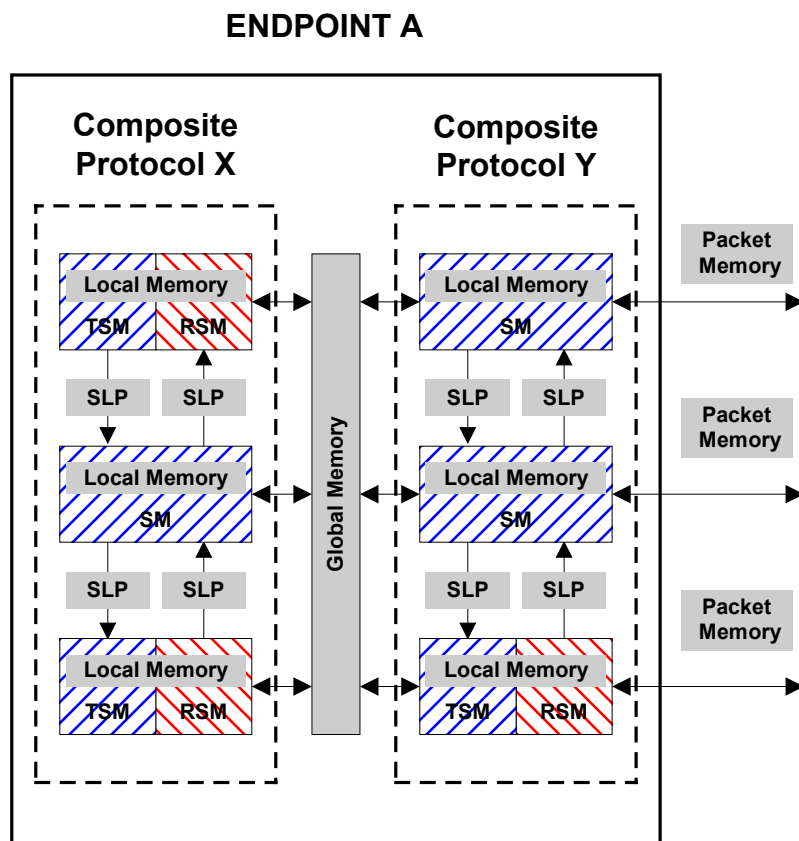 ENDPOINT A
Composite
Protocol X
Composite
Protocol Y
Local Memory
TSM RSM
Local Memory
SM
Packet
Memory
SLP SLP
SLP SLP
Local Memory
SM
Global Memory
Local Memory
SM
Packet
Memory
SLP SLP
SLP SLP
Local Memory
TSM RSM
Local Memory
TSM RSM
Packet
Memory